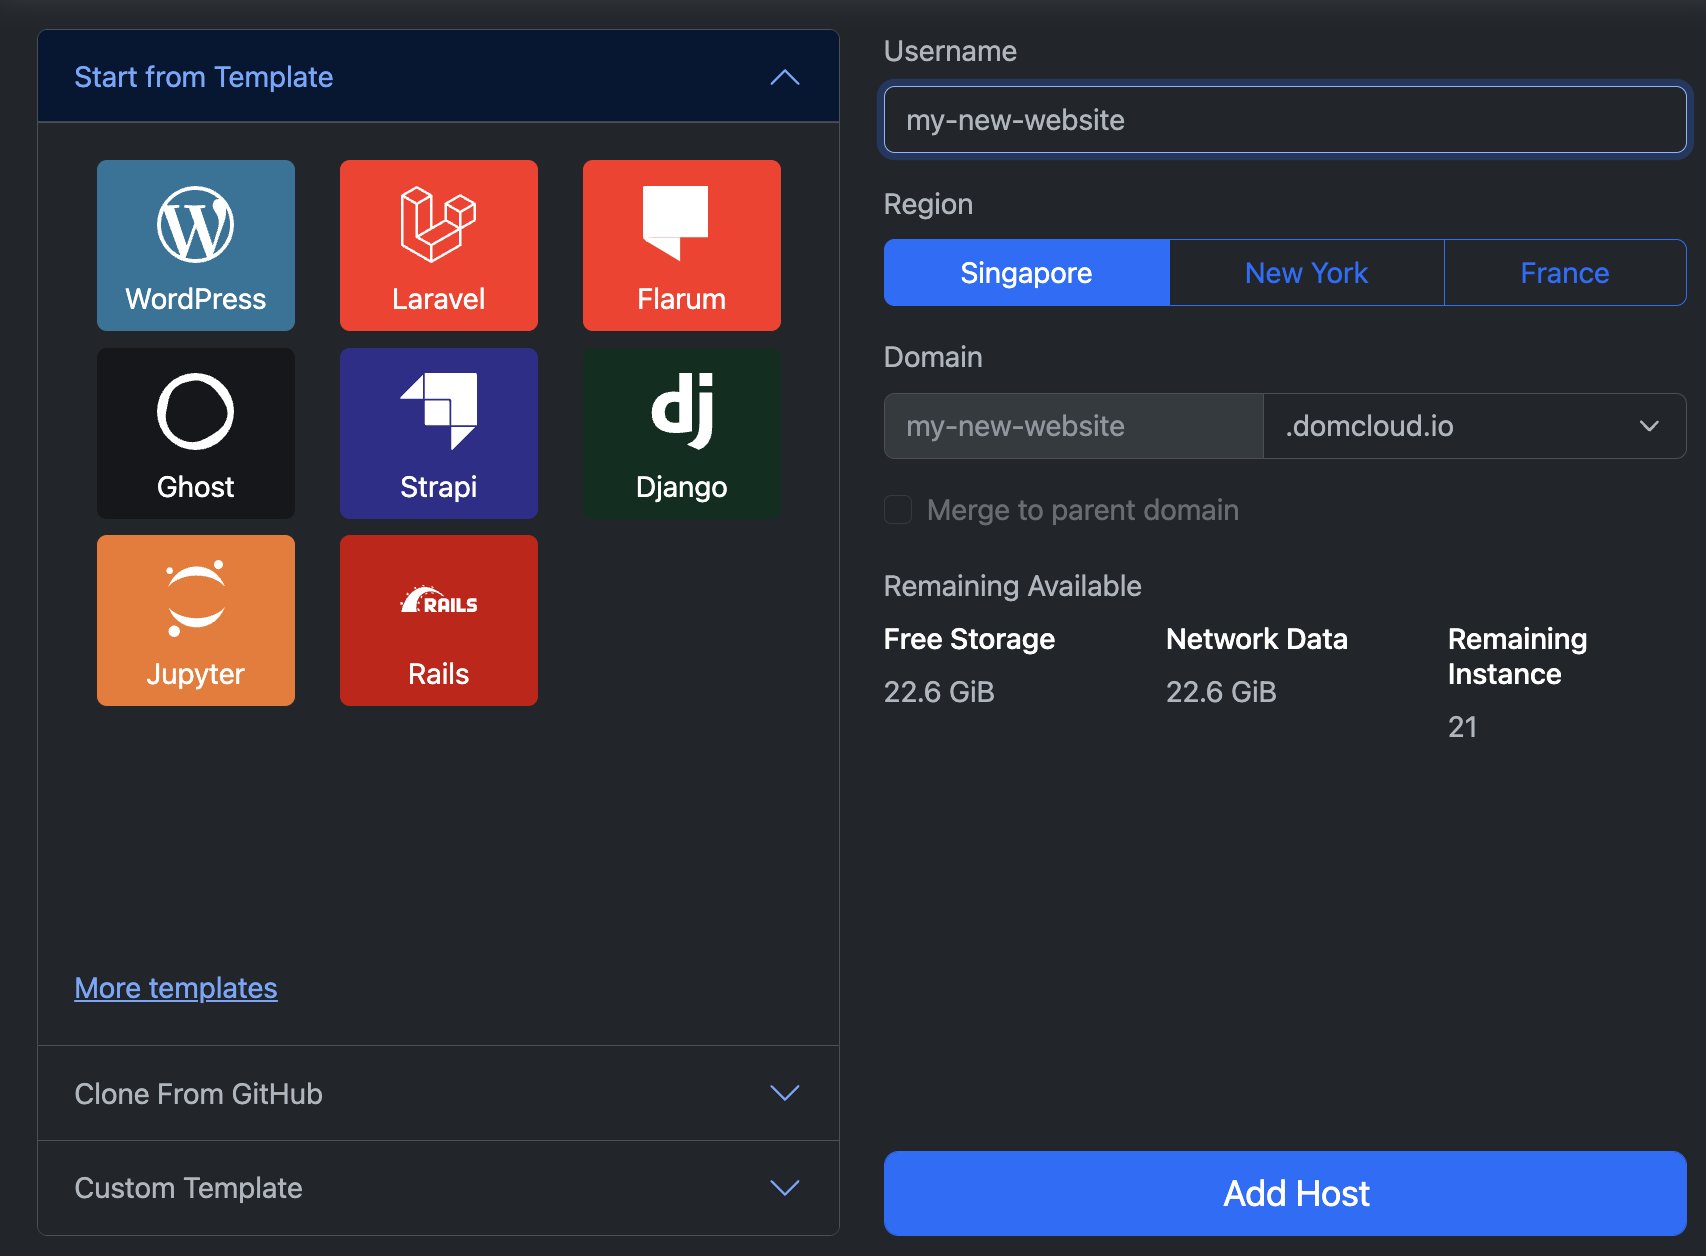 Start from Template
WordPress
Laravel
Flarum
Ghost
Strapi
dj
Django
Jupyter
RAILS
Rails
More templates
Clone From GitHub
Custom Template
Username
my-new-website
Region
Singapore
New York
France
Domain
my-new-website
.domcloud.io
Merge to parent domain
Remaining Available
Free Storage
22.6 GiB
Network Data
22.6 GiB
Remaining
Instance
21
Add Host